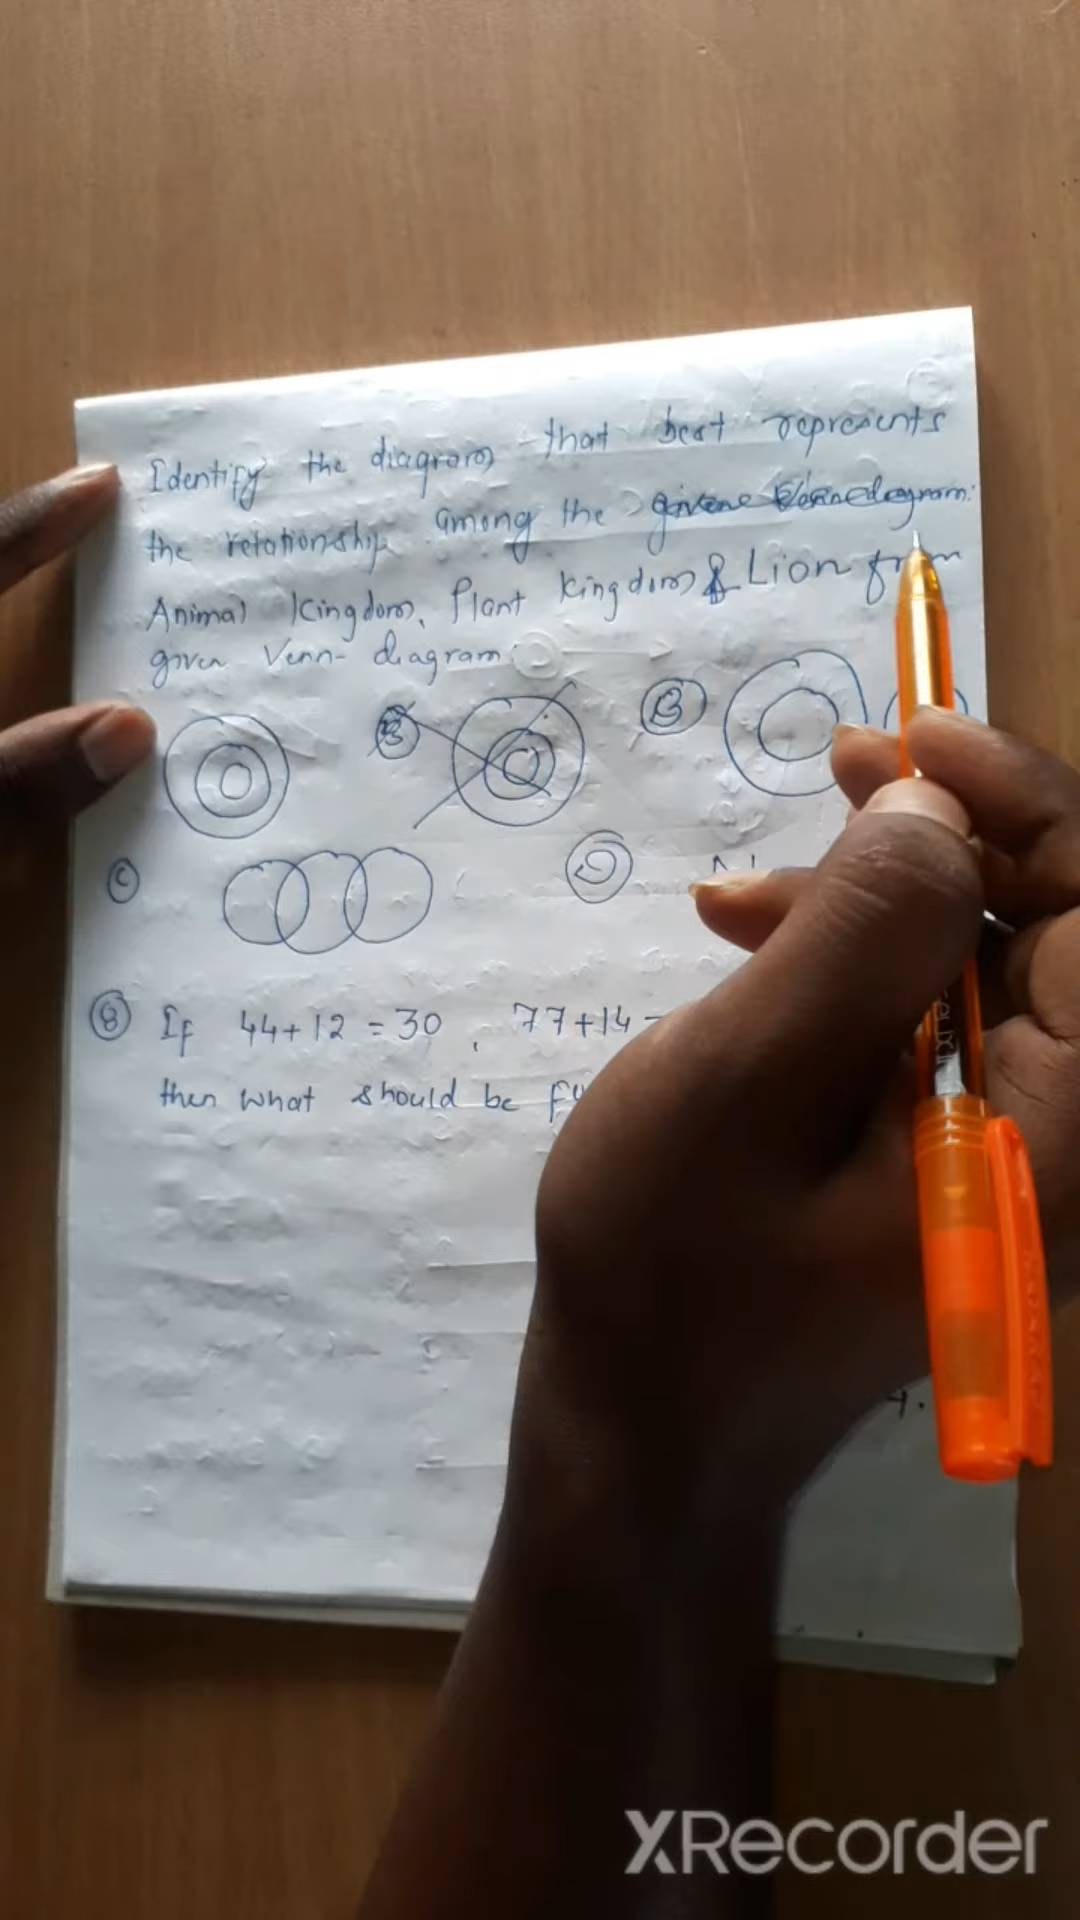 Identify the diagram that best represents
the relationship among the given Venn diagram.
Animal Kingdom, Plant Kingdom & Lion from
given Venn-diagram:
B B
C D
8 If 44+12 = 30, 77+14 =
then what should be
XRecorder